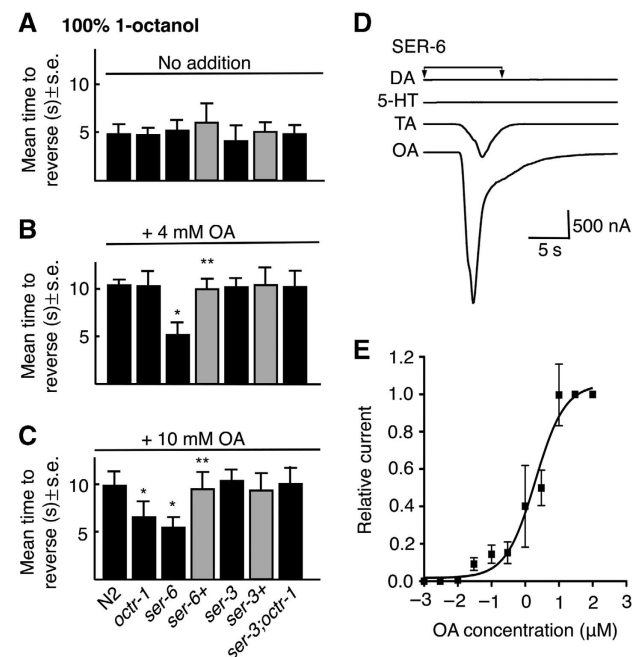 A
100% 1-octanol
No addition
Mean time to
reverse (s)±s.e.
10
5
B
+ 4 mM OA
Mean time to
reverse (s)±s.e.
10
5
*
**
C
+ 10 mM OA
Mean time to
reverse (s)±s.e.
10
5
*
*
**
N2
octr-1
ser-6
ser-6+
ser-3
ser-3+
ser-3;octr-1
D
SER-6
DA
5-HT
TA
OA
500 nA
5 s
E
Relative current
1.2
1.0
0.8
0.6
0.4
0.2
0.0
–3 –2 –1 0 1 2 3
OA concentration (µM)